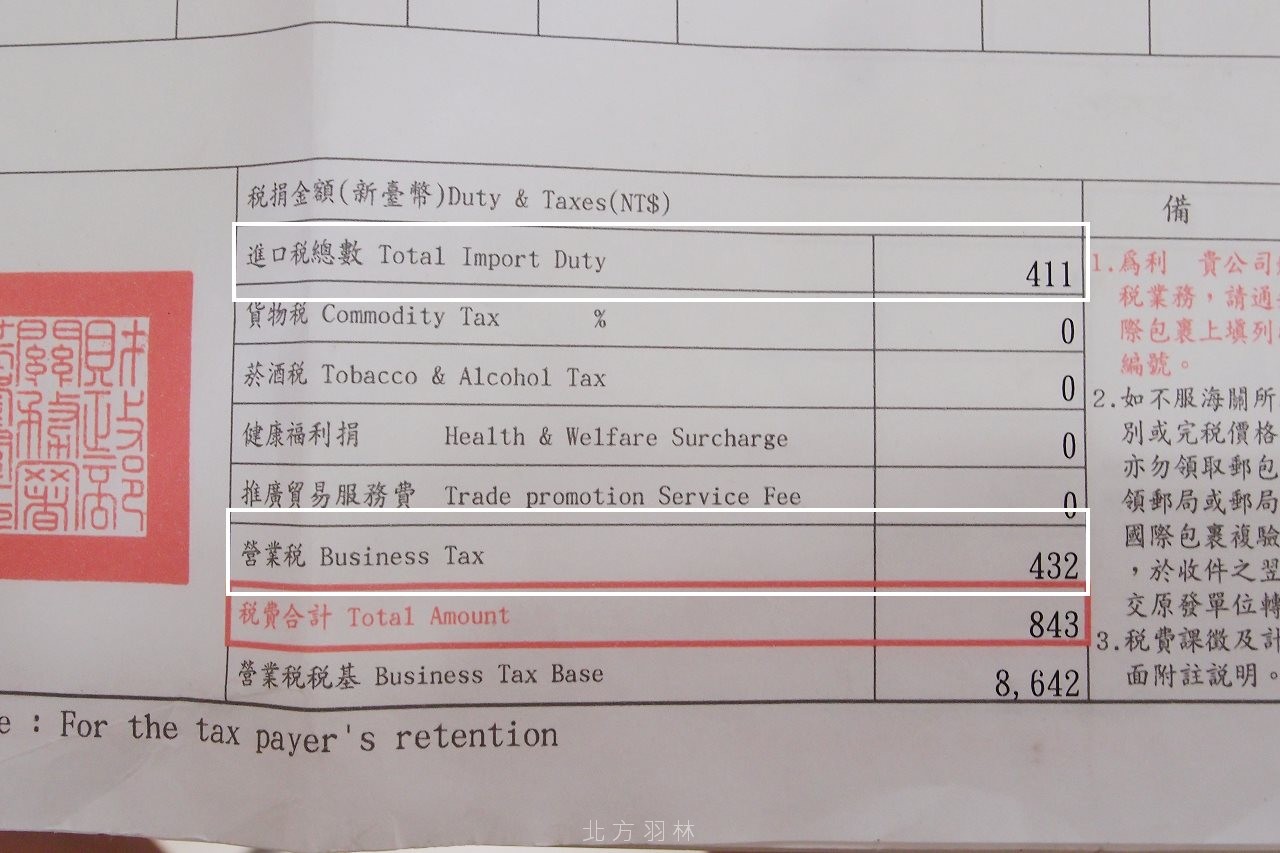 稅捐金額(新臺幣)Duty & Taxes(NT$)
備
進口稅總數 Total Import Duty 411
貨物稅 Commodity Tax % 0
菸酒稅 Tobacco & Alcohol Tax 0
健康福利捐 Health & Welfare Surcharge 0
推廣貿易服務費 Trade promotion Service Fee 0
營業稅 Business Tax 432
稅費合計 Total Amount 843
營業稅稅基 Business Tax Base 8,642
1.為利 貴公司
稅業務，請通
際包裹上填列
編號。
2.如不服海關所
別或完稅價格
亦勿領取郵包
領郵局或郵局
國際包裹複驗
，於收件之翌
交原發單位轉
3.稅費課徵及計
面附註說明。
e : For the tax payer's retention
財政部
北方羽林